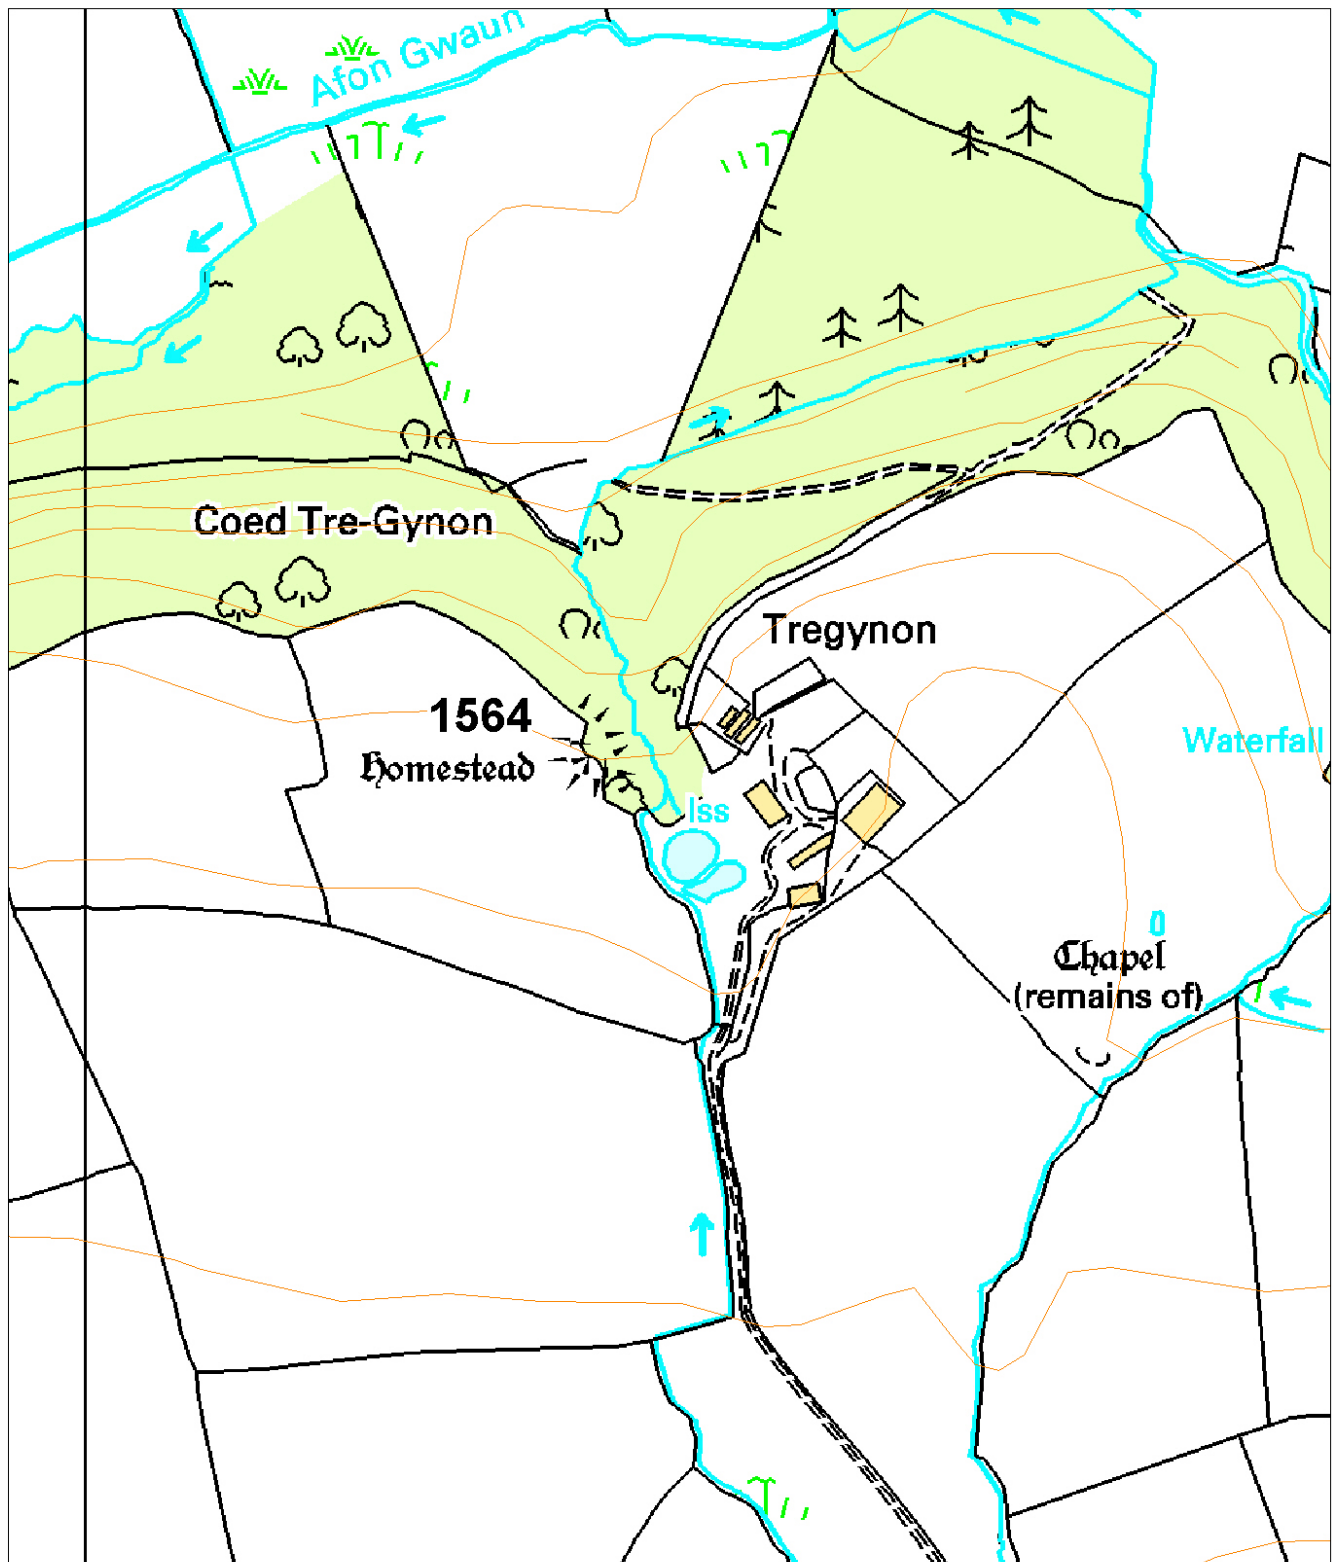 Afon Gwaun
Coed Tre-Gynon
Tregynon
1564
Homestead
Waterfall
Iss
Chapel
(remains of)